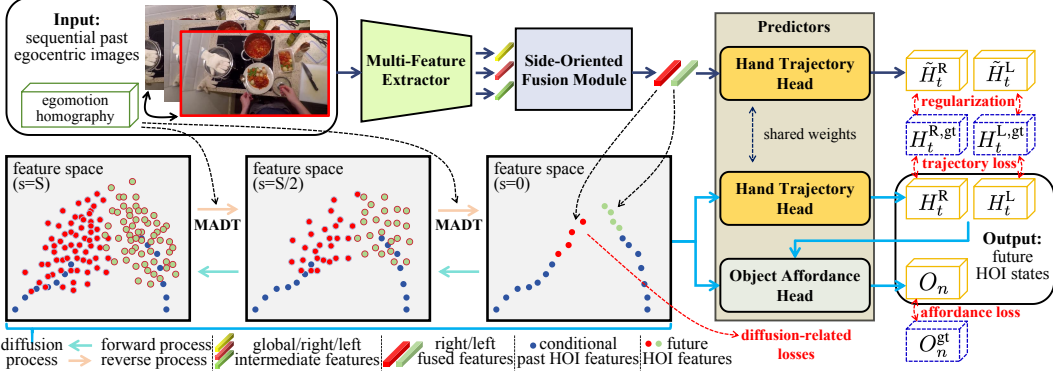 Input:
sequential past
egocentric images
egomotion
homography
Multi-Feature
Extractor
Side-Oriented
Fusion Module
Predictors
Hand Trajectory
Head
shared weights
Hand Trajectory
Head
Object Affordance
Head
H̃ₜᴿ H̃ₜᴸ
regularization
Hₜ^{R,gt} Hₜ^{L,gt}
trajectory loss
Hₜᴿ Hₜᴸ
Output:
future
HOI states
Oₙ
affordance loss
Oₙ^{gt}
feature space
(s=S)
MADT
feature space
(s=S/2)
MADT
feature space
(s=0)
diffusion-related
losses
diffusion
process
forward process
reverse process
global/right/left
intermediate features
right/left
fused features
conditional
past HOI features
future
HOI features